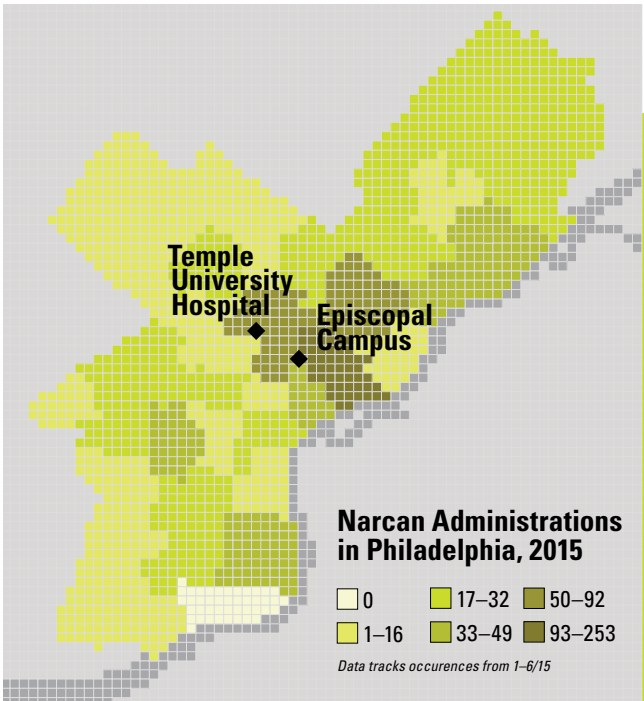 Temple
University
Hospital
Episcopal
Campus
Narcan Administrations
in Philadelphia, 2015
0
17–32
50–92
1–16
33–49
93–253
Data tracks occurences from 1–6/15